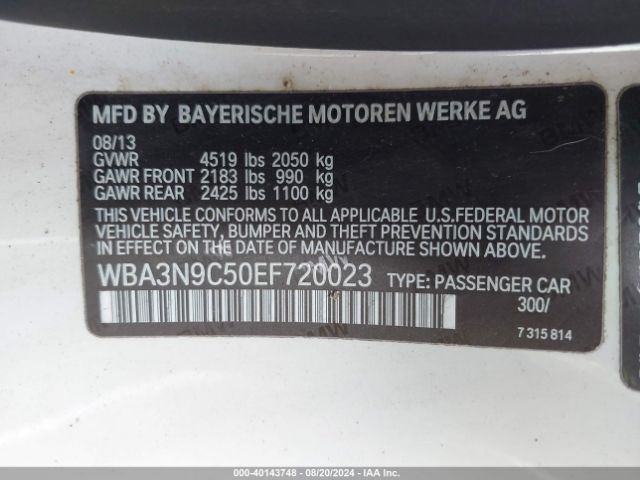 MFD BY BAYERISCHE MOTOREN WERKE AG
08/13
GVWR 4519 lbs 2050 kg
GAWR FRONT 2183 lbs 990 kg
GAWR REAR 2425 lbs 1100 kg
THIS VEHICLE CONFORMS TO ALL APPLICABLE U.S.FEDERAL MOTOR
VEHICLE SAFETY, BUMPER AND THEFT PREVENTION STANDARDS
IN EFFECT ON THE DATE OF MANUFACTURE SHOWN ABOVE.
WBA3N9C50EF720023 TYPE: PASSENGER CAR
300/
7 315 814
000-40143748 - 08/20/2024 - IAA Inc.